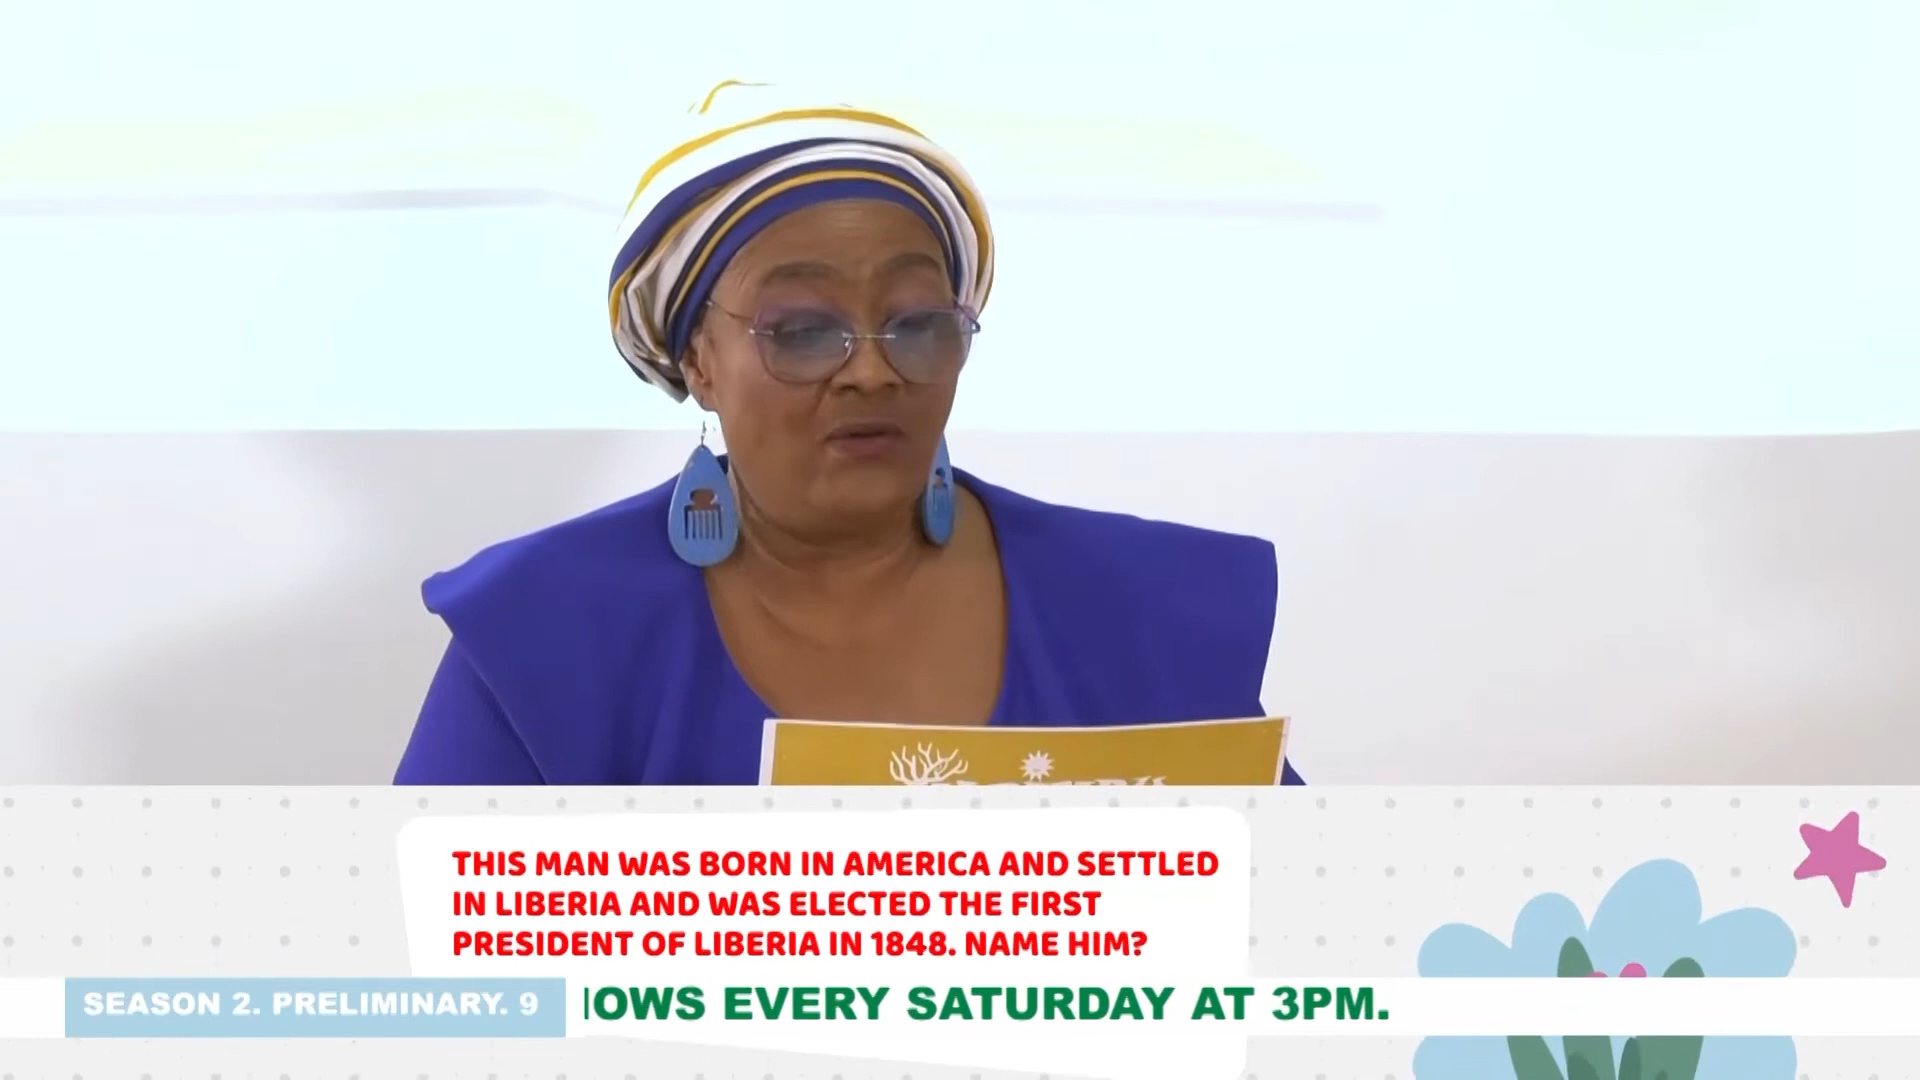 THIS MAN WAS BORN IN AMERICA AND SETTLED
IN LIBERIA AND WAS ELECTED THE FIRST
PRESIDENT OF LIBERIA IN 1848. NAME HIM?
SEASON 2. PRELIMINARY. 9
EVERY SATURDAY AT 3PM.